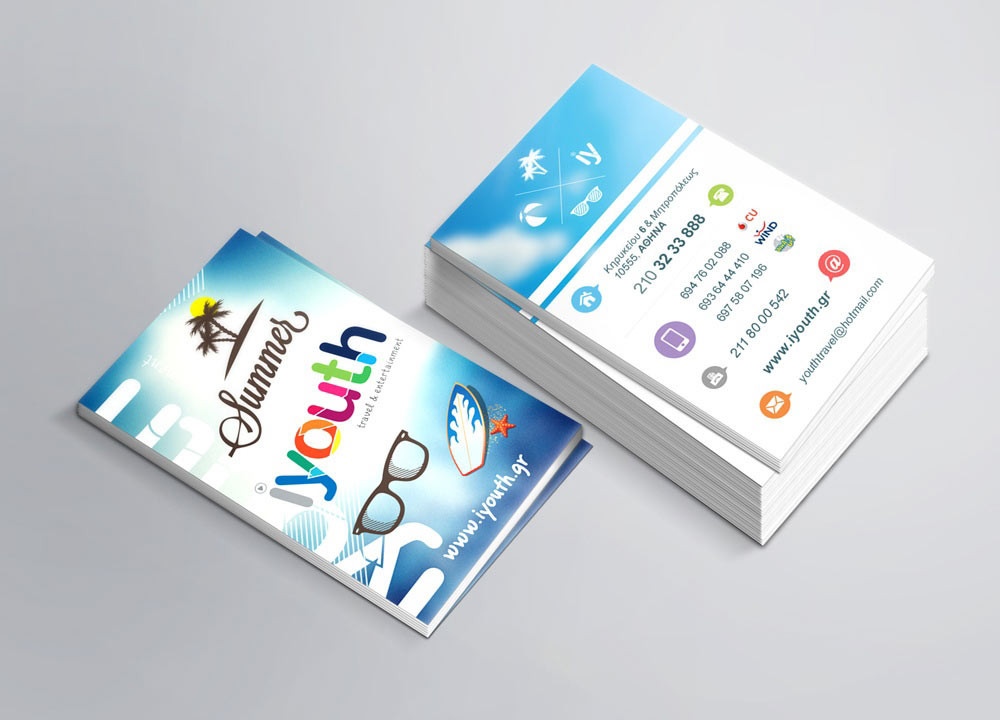 Summer
iyouth
travel & entertainment
www.iyouth.gr
iy
Κηρυκείου 6 & Μητροπόλεως
10555, ΑΘΗΝΑ
210 32 33 888
694 76 02 088
CU
693 64 44 410
WIND
697 58 07 196
211 80 00 542
www.iyouth.gr
youthtravel@hotmail.com